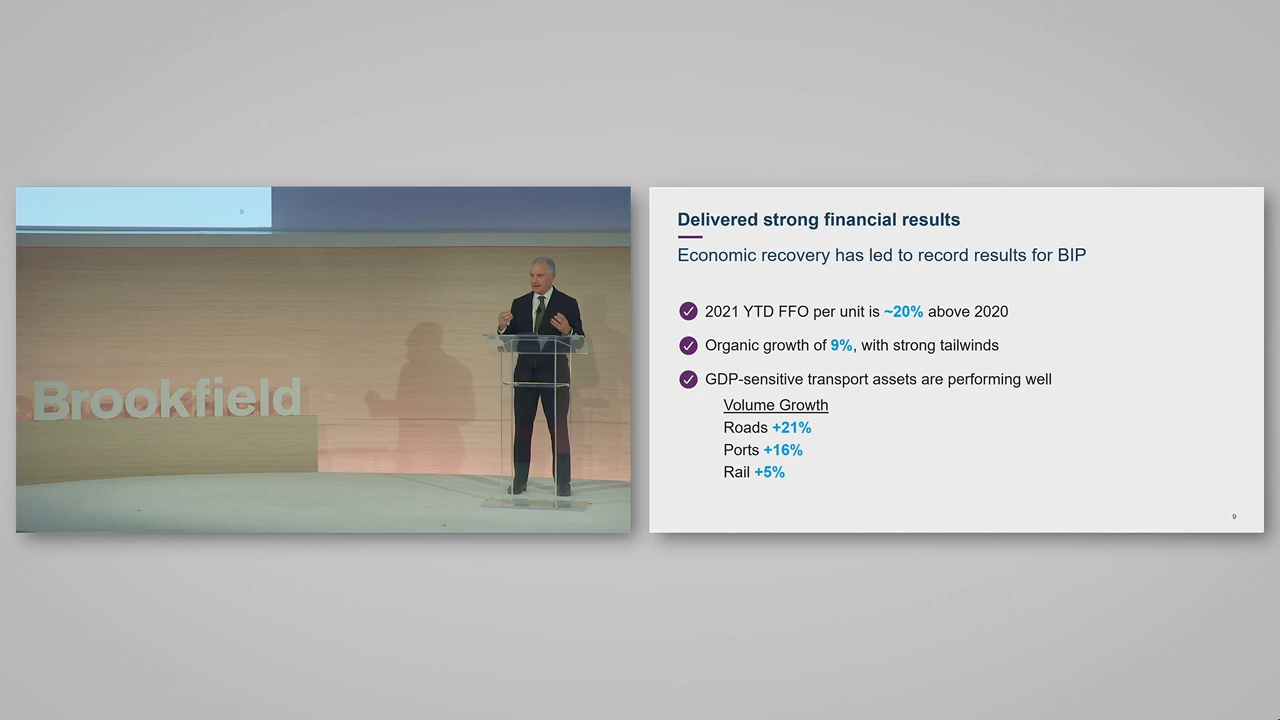 9
Brookfield
Delivered strong financial results
Economic recovery has led to record results for BIP
2021 YTD FFO per unit is ~20% above 2020
Organic growth of 9%, with strong tailwinds
GDP-sensitive transport assets are performing well
Volume Growth
Roads +21%
Ports +16%
Rail +5%
9